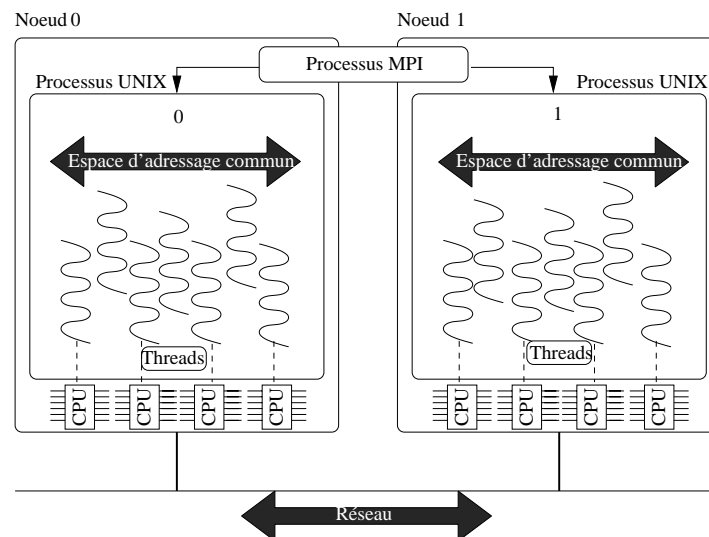 Noeud 0
Noeud 1
Processus MPI
Processus UNIX
Processus UNIX
0
1
Espace d'adressage commun
Espace d'adressage commun
Threads
Threads
CPU
CPU
CPU
CPU
CPU
CPU
CPU
CPU
Réseau